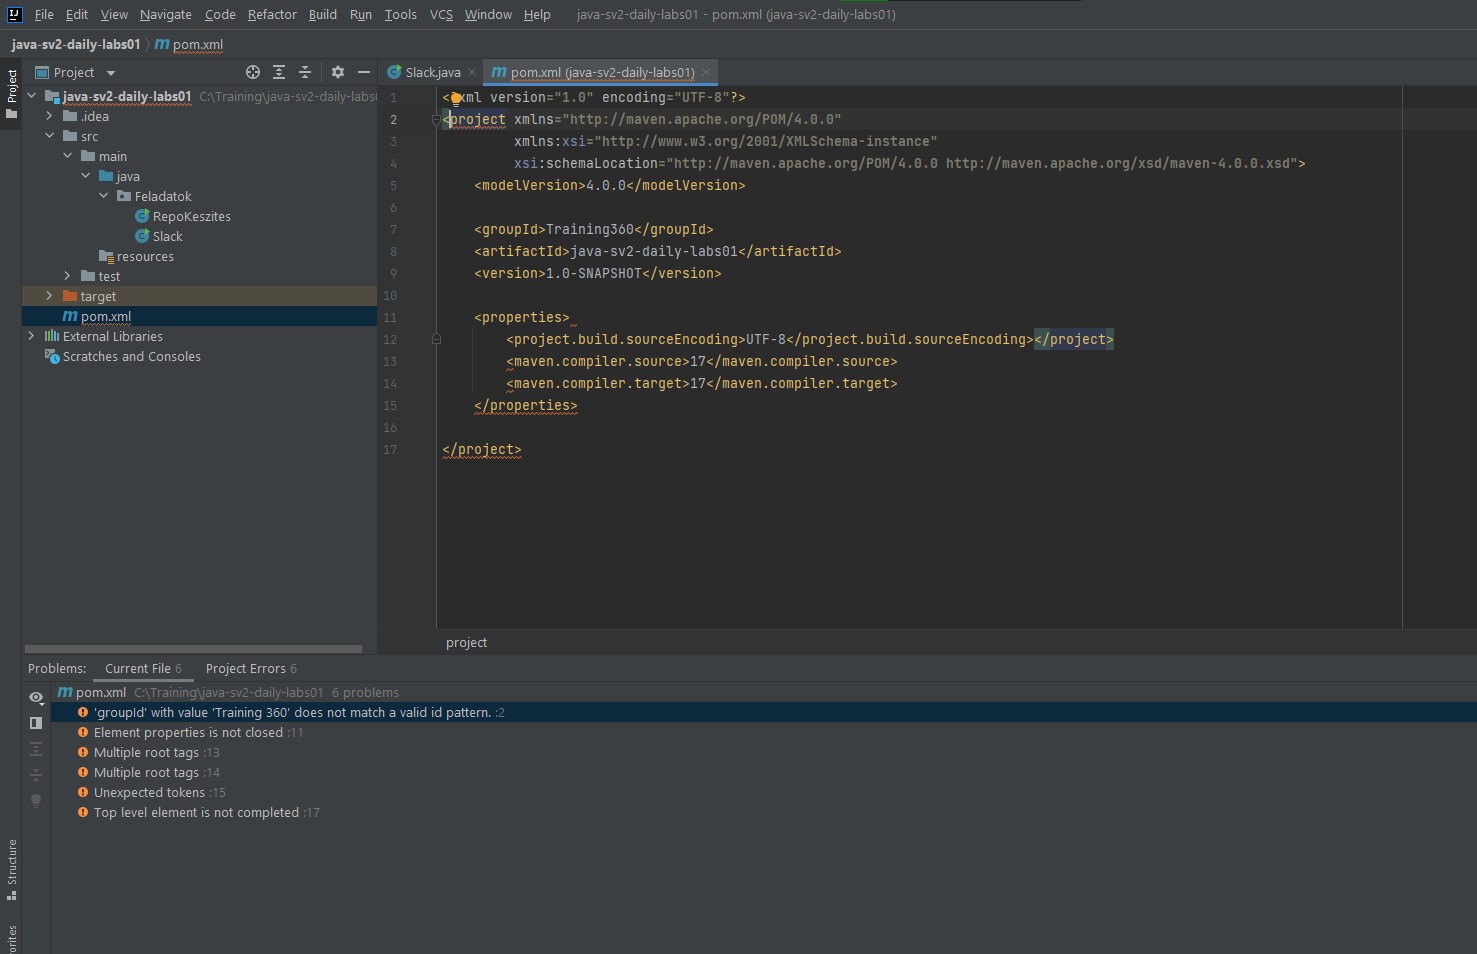 File Edit View Navigate Code Refactor Build Run Tools VCS Window Help java-sv2-daily-labs01 - pom.xml (java-sv2-daily-labs01)
java-sv2-daily-labs01 pom.xml
Project
Project
Slack.java
pom.xml (java-sv2-daily-labs01)
java-sv2-daily-labs01 C:\Training\java-sv2-daily-labs
.idea
src
main
java
Feladatok
RepoKeszites
Slack
resources
test
target
pom.xml
External Libraries
Scratches and Consoles
1 <?xml version="1.0" encoding="UTF-8"?>
2 <project xmlns="http://maven.apache.org/POM/4.0.0"
3 xmlns:xsi="http://www.w3.org/2001/XMLSchema-instance"
4 xsi:schemaLocation="http://maven.apache.org/POM/4.0.0 http://maven.apache.org/xsd/maven-4.0.0.xsd">
5 <modelVersion>4.0.0</modelVersion>
6
7 <groupId>Training360</groupId>
8 <artifactId>java-sv2-daily-labs01</artifactId>
9 <version>1.0-SNAPSHOT</version>
10
11 <properties>
12 <project.build.sourceEncoding>UTF-8</project.build.sourceEncoding></project>
13 <maven.compiler.source>17</maven.compiler.source>
14 <maven.compiler.target>17</maven.compiler.target>
15 </properties>
16
17 </project>
project
Problems: Current File 6 Project Errors 6
pom.xml C:\Training\java-sv2-daily-labs01 6 problems
'groupId' with value 'Training 360' does not match a valid id pattern. :2
Element properties is not closed :11
Multiple root tags :13
Multiple root tags :14
Unexpected tokens :15
Top level element is not completed :17
Structure